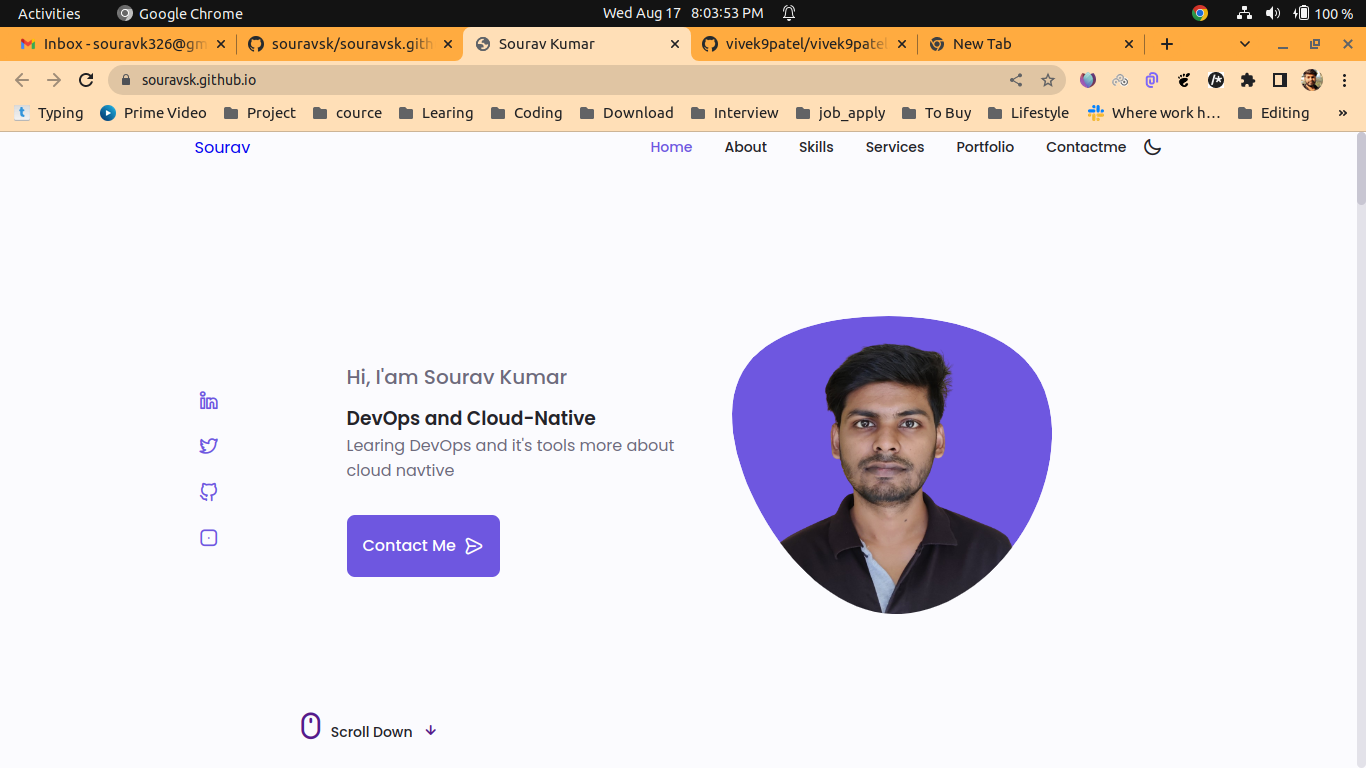 Activities Google Chrome Wed Aug 17 8:03:53 PM 100 %
Inbox - souravk326@gm souravsk/souravsk.gith Sourav Kumar vivek9patel/vivek9patel New Tab
souravsk.github.io
Typing Prime Video Project cource Learing Coding Download Interview job_apply To Buy Lifestyle Where work h… Editing »
Sourav Home About Skills Services Portfolio Contactme
Hi, I'am Sourav Kumar
DevOps and Cloud-Native
Learing DevOps and it's tools more about
cloud navtive
Contact Me
Scroll Down